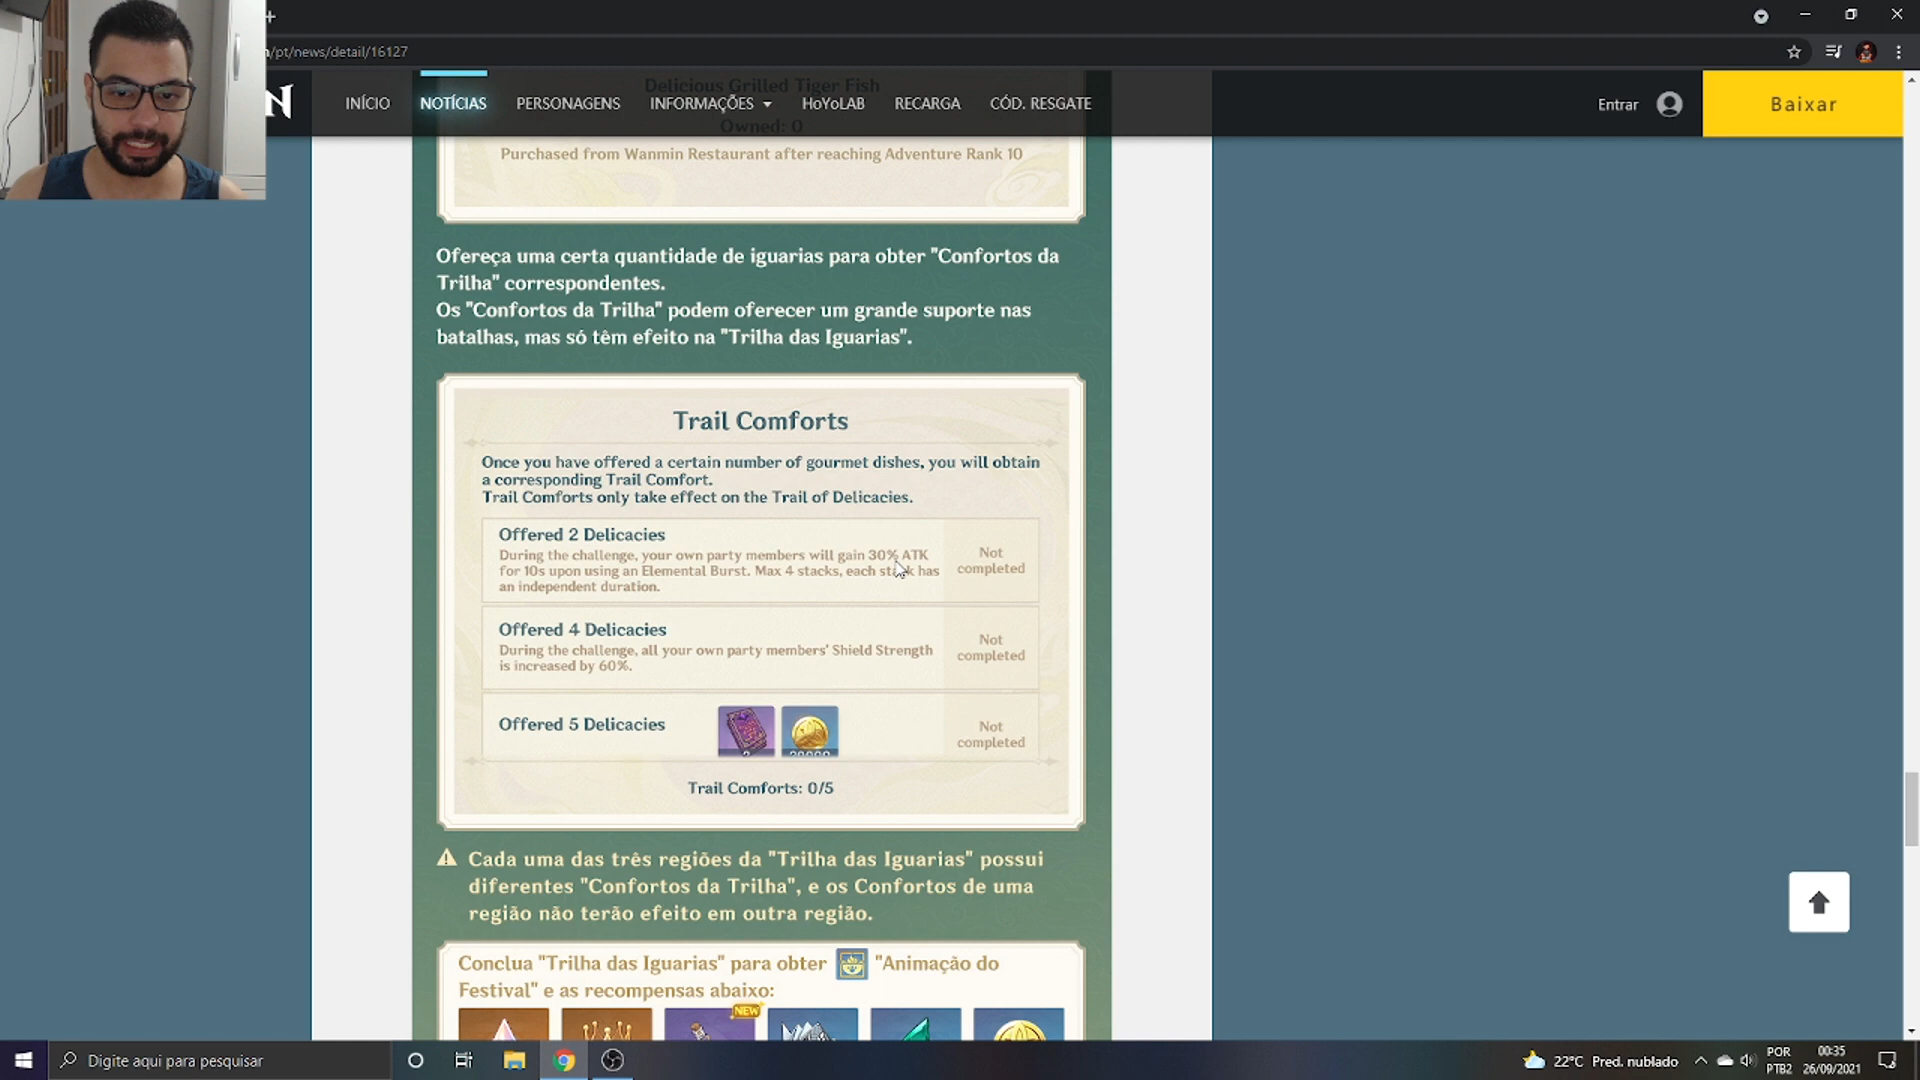 /pt/news/detail/16127
INÍCIO NOTÍCIAS PERSONAGENS INFORMAÇÕES HoYoLAB RECARGA CÓD. RESGATE Entrar Baixar
Delicious Grilled Tiger Fish
Owned: 0
Purchased from Wanmin Restaurant after reaching Adventure Rank 10
Ofereça uma certa quantidade de iguarias para obter "Confortos da
Trilha" correspondentes.
Os "Confortos da Trilha" podem oferecer um grande suporte nas
batalhas, mas só têm efeito na "Trilha das Iguarias".
Trail Comforts
Once you have offered a certain number of gourmet dishes, you will obtain
a corresponding Trail Comfort.
Trail Comforts only take effect on the Trail of Delicacies.
Offered 2 Delicacies
During the challenge, your own party members will gain 30% ATK
for 10s upon using an Elemental Burst. Max 4 stacks, each stack has
an independent duration.
Not
completed
Offered 4 Delicacies
During the challenge, all your own party members' Shield Strength
is increased by 60%.
Not
completed
Offered 5 Delicacies
Not
completed
Trail Comforts: 0/5
Cada uma das três regiões da "Trilha das Iguarias" possui
diferentes "Confortos da Trilha", e os Confortos de uma
região não terão efeito em outra região.
Conclua "Trilha das Iguarias" para obter "Animação do
Festival" e as recompensas abaixo:
NEW
Digite aqui para pesquisar
22°C Pred. nublado
POR
PTB2
00:35
26/09/2021